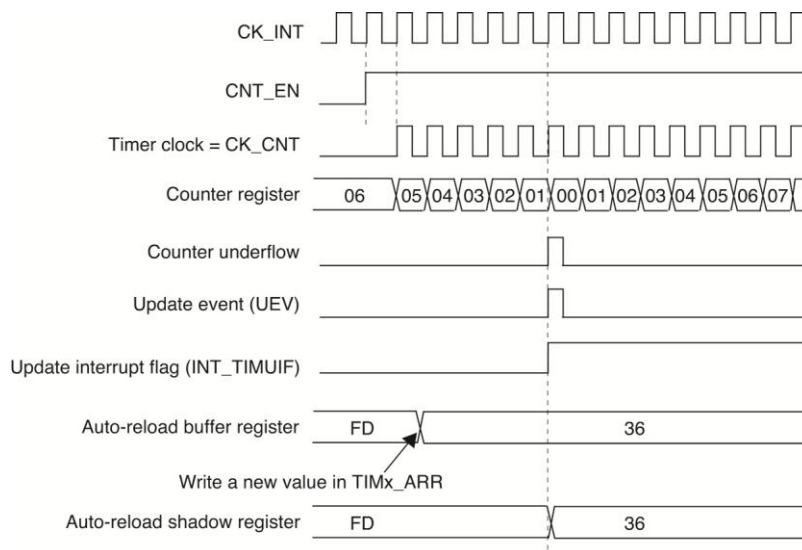 CK_INT
CNT_EN
Timer clock = CK_CNT
Counter register 06 05 04 03 02 01 00 01 02 03 04 05 06 07
Counter underflow
Update event (UEV)
Update interrupt flag (INT_TIMUIF)
Auto-reload buffer register FD 36
Write a new value in TIMx_ARR
Auto-reload shadow register FD 36